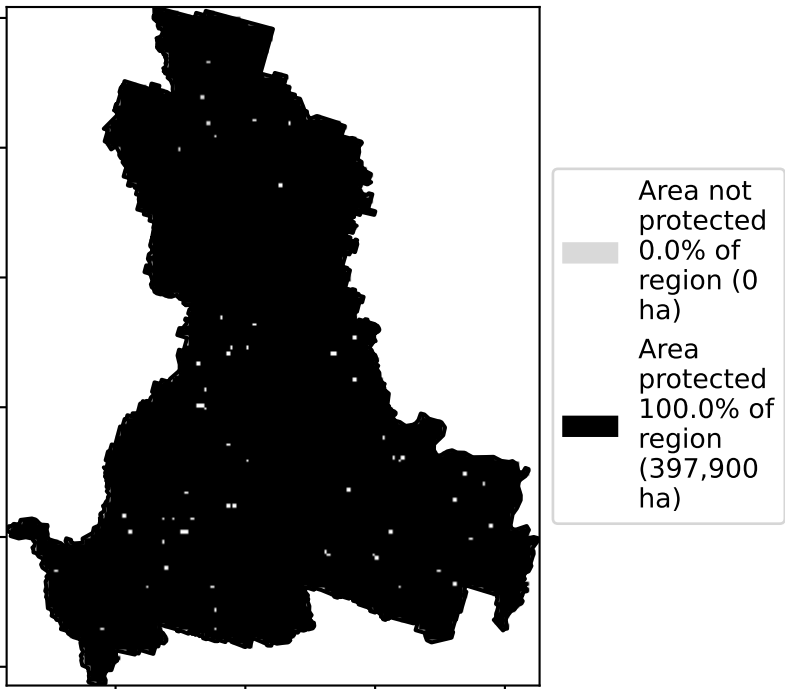 Area not
protected
0.0% of
region (0
ha)
Area
protected
100.0% of
region
(397,900
ha)